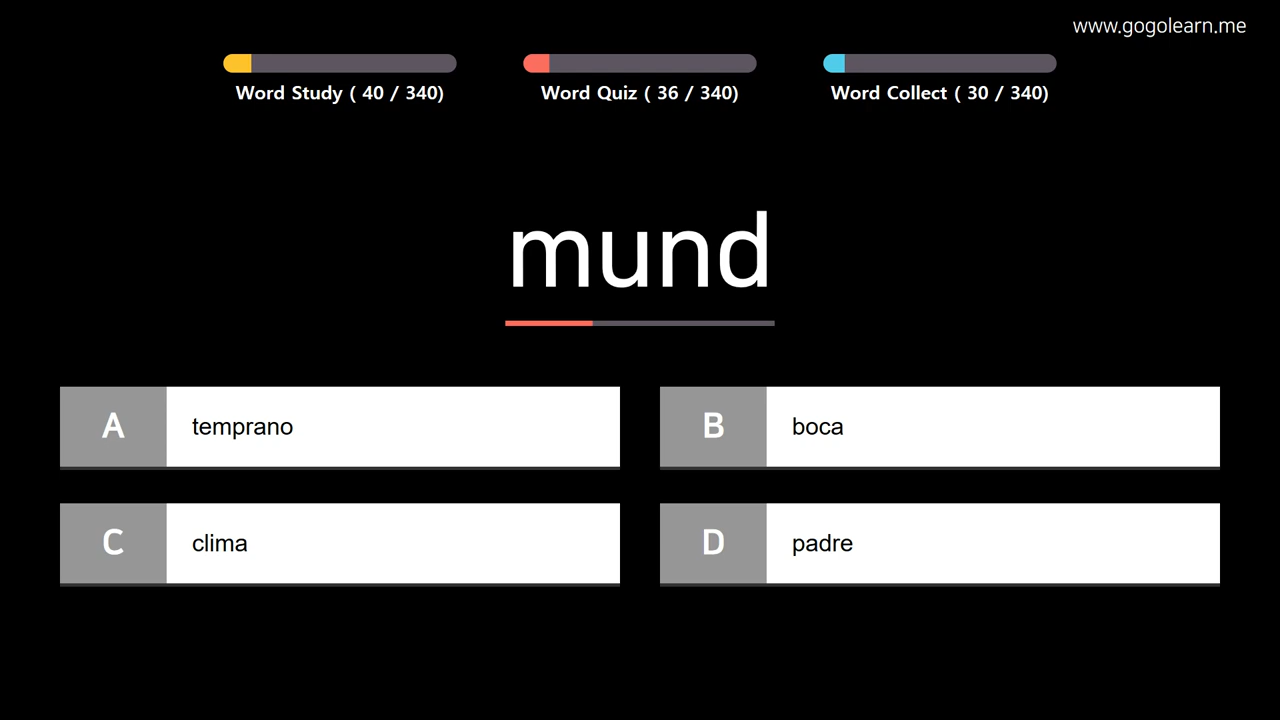 www.gogolearn.me
Word Study ( 40 / 340)
Word Quiz ( 36 / 340)
Word Collect ( 30 / 340)
mund
A temprano
B boca
C clima
D padre